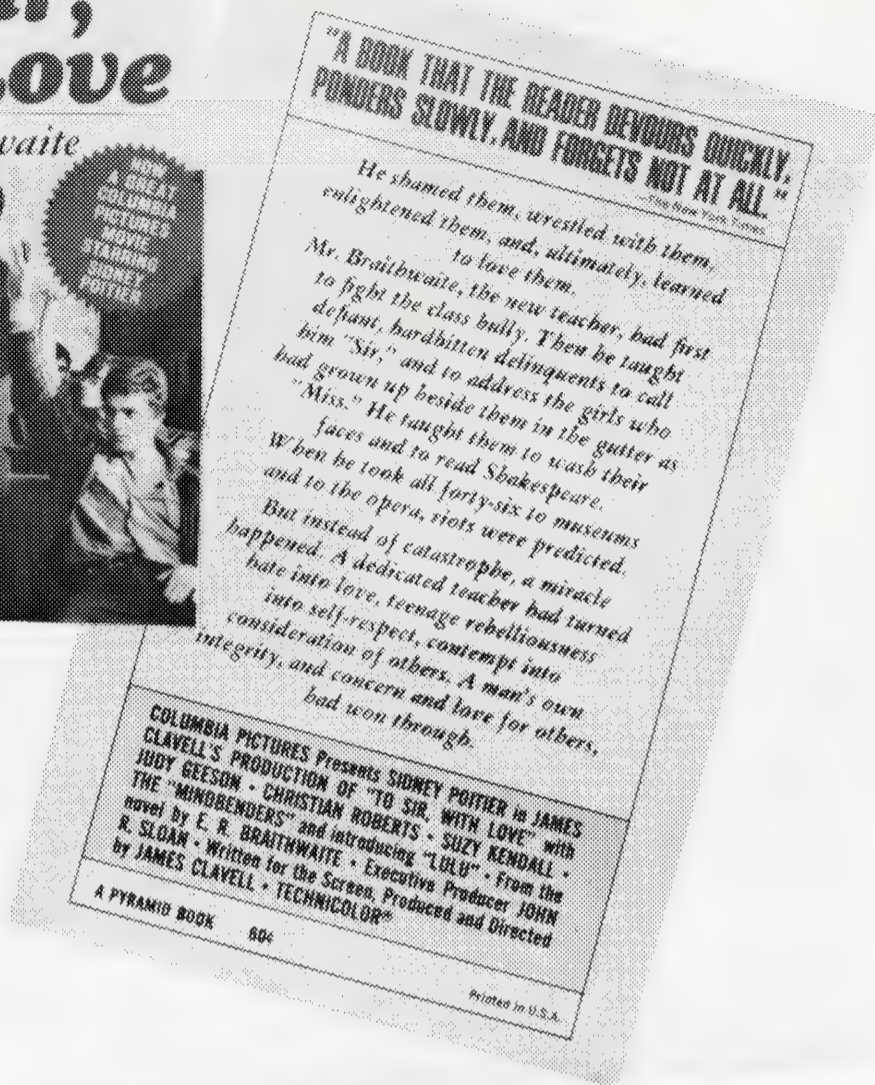 Love
waite
NOW
A GREAT
COLUMBIA
PICTURES
MOVIE
STARRING
SIDNEY
POITIER
"A BOOK THAT THE READER DEVOURS QUICKLY,
PONDERS SLOWLY, AND FORGETS NOT AT ALL."
—The New York Times
He shamed them, wrestled with them,
enlightened them, and, ultimately, learned
to love them.
Mr. Braithwaite, the new teacher, had first
to fight the class bully. Then he taught
defiant, hardbitten delinquents to call
him "Sir," and to address the girls who
had grown up beside them in the gutter as
"Miss." He taught them to wash their
faces and to read Shakespeare.
When he took all forty-six to museums
and to the opera, riots were predicted.
But instead of catastrophe, a miracle
happened. A dedicated teacher had turned
hate into love, teenage rebelliousness
into self-respect, contempt into
consideration of others. A man's own
integrity, and concern and love for others,
had won through.
COLUMBIA PICTURES Presents SIDNEY POITIER in JAMES
CLAVELL'S PRODUCTION OF "TO SIR, WITH LOVE" with
JUDY GEESON • CHRISTIAN ROBERTS • SUZY KENDALL •
THE "MINDBENDERS" and introducing "LULU" • From the
novel by E. R. BRAITHWAITE • Executive Producer JOHN
R. SLOAN • Written for the Screen, Produced and Directed
by JAMES CLAVELL • TECHNICOLOR®
A PYRAMID BOOK 60¢
Printed in U.S.A.